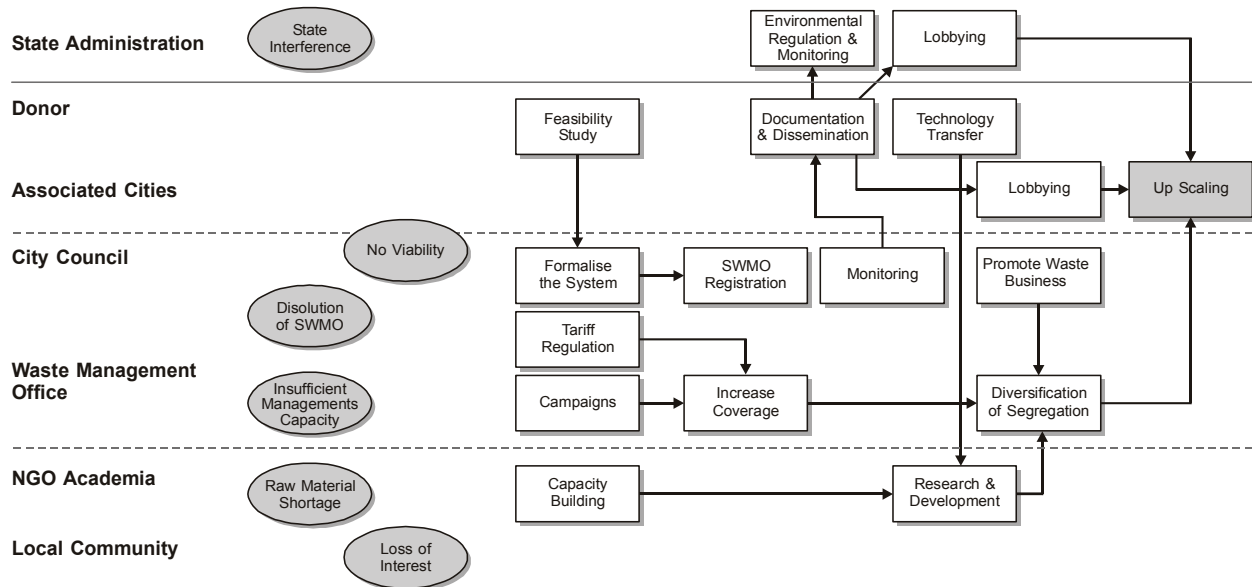 State Administration
State
Interference
Environmental
Regulation &
Monitoring
Lobbying
Donor
Feasibility
Study
Documentation
& Dissemination
Technology
Transfer
Associated Cities
Lobbying
Up Scaling
No Viability
City Council
Formalise
the System
SWMO
Registration
Monitoring
Promote Waste
Business
Disolution
of SWMO
Tariff
Regulation
Waste Management
Office
Insufficient
Managements
Capacity
Campaigns
Increase
Coverage
Diversification
of Segregation
NGO Academia
Raw Material
Shortage
Capacity
Building
Research &
Development
Local Community
Loss of
Interest